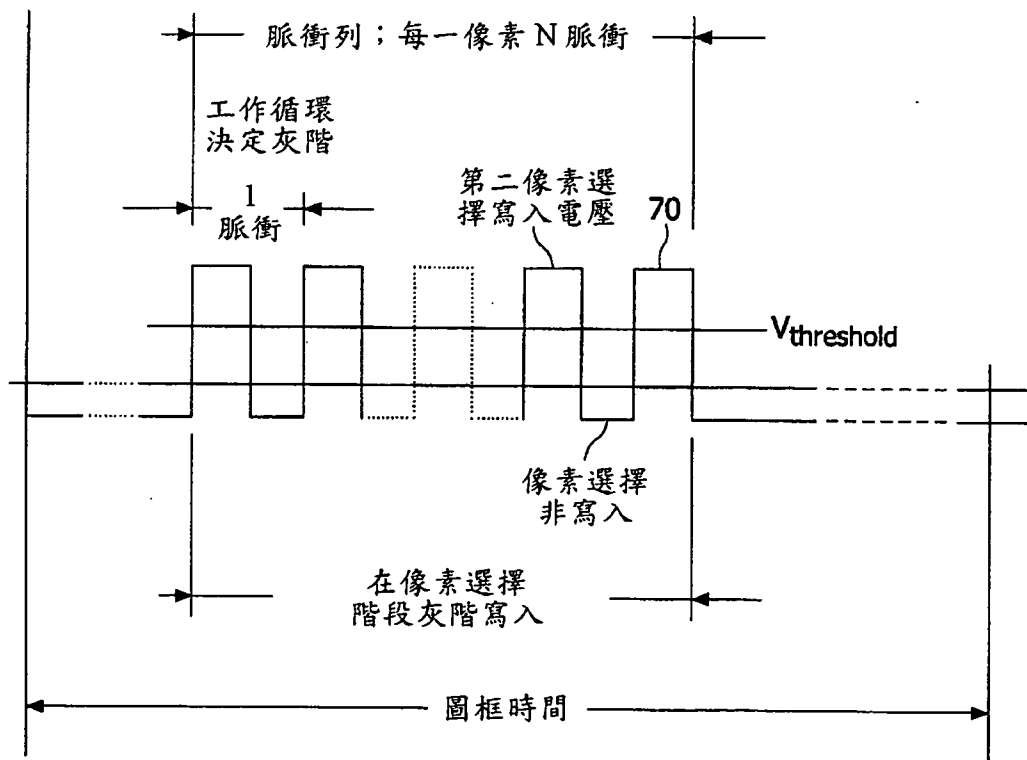 脈衝列；每一像素N脈衝
工作循環
決定灰階
1
脈衝
第二像素選
擇寫入電壓
70
Vthreshold
像素選擇
非寫入
在像素選擇
階段灰階寫入
圖框時間